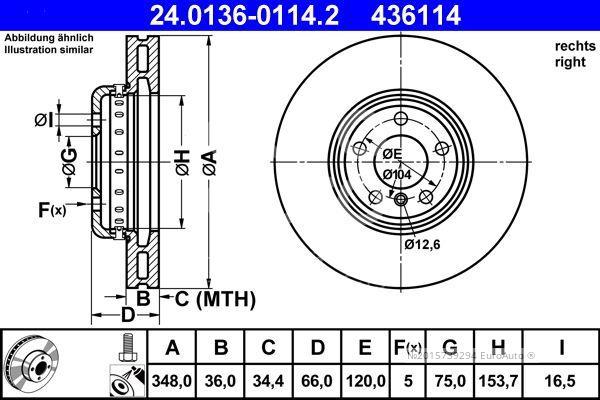 24.0136-0114.2 436114
Abbildung ähnlich
Illustration similar
rechts
right
ØI
ØG
F(x)
ØH
ØA
ØE
Ø104
Ø12,6
B
C (MTH)
D
A B C D E F(x) G H I
№2015739294 EuroAuto ®
348,0 36,0 34,4 66,0 120,0 5 75,0 153,7 16,5